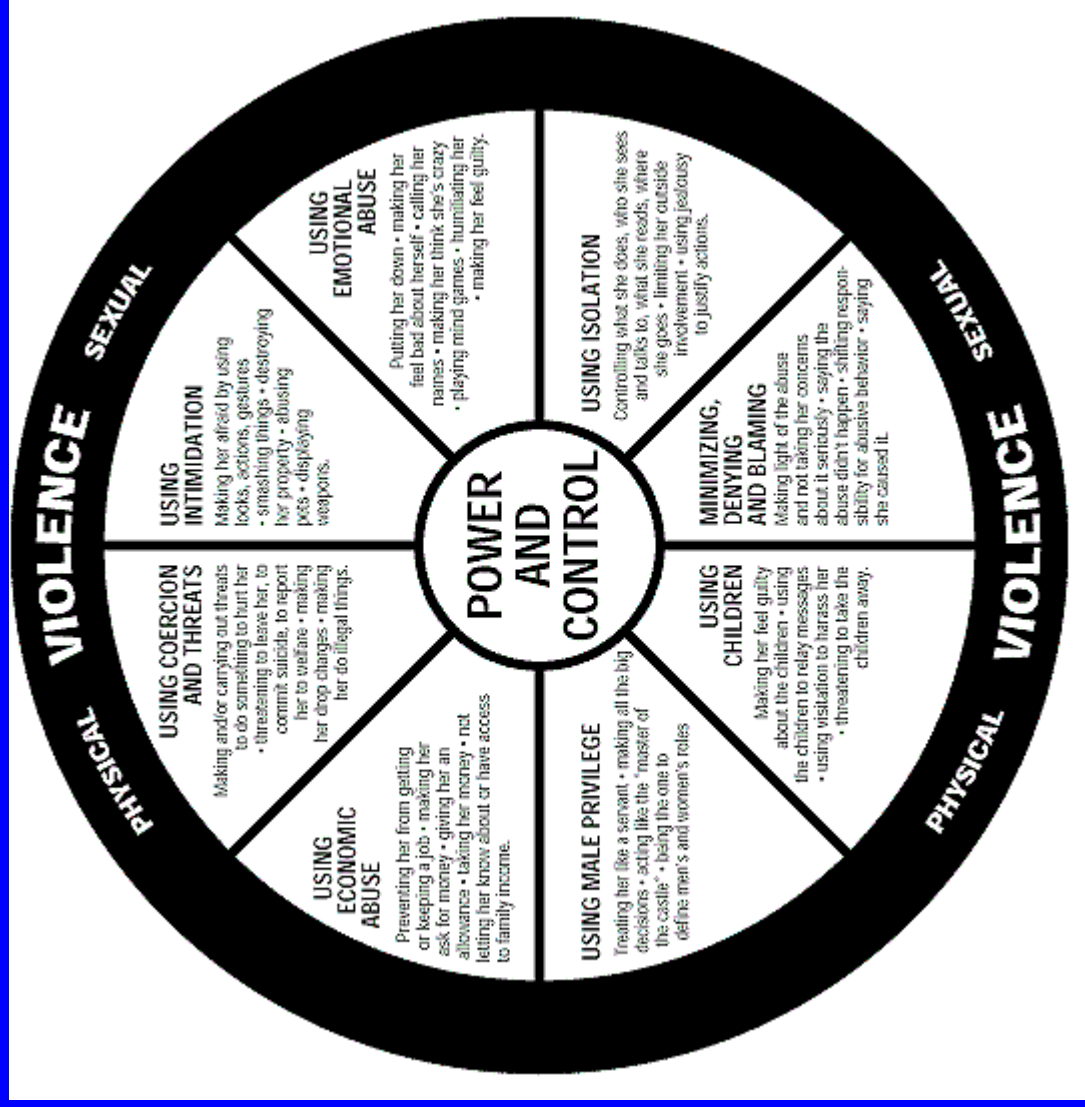 PHYSICAL
VIOLENCE
SEXUAL
USING COERCION
AND THREATS
Making and/or carrying out threats
to do something to hurt her
• threatening to leave her, to
commit suicide, to report
her to welfare • making
her drop charges • making
her do illegal things.
USING
INTIMIDATION
Making her afraid by using
looks, actions, gestures
• smashing things • destroying
her property • abusing
pets • displaying
weapons.
USING
ECONOMIC
ABUSE
Preventing her from getting
or keeping a job • making her
ask for money • giving her an
allowance • taking her money • not
letting her know about or have access
to family income.
USING
EMOTIONAL
ABUSE
Putting her down • making her
feel bad about herself • calling her
names • making her think she's crazy
• playing mind games • humiliating her
• making her feel guilty.
POWER
AND
CONTROL
USING MALE PRIVILEGE
Treating her like a servant • making all the big
decisions • acting like the "master of
the castle" • being the one to
define men's and women's roles
USING ISOLATION
Controlling what she does, who she sees
and talks to, what she reads, where
she goes • limiting her outside
involvement • using jealousy
to justify actions.
USING
CHILDREN
Making her feel guilty
about the children • using
the children to relay messages
• using visitation to harass her
• threatening to take the
children away.
MINIMIZING,
DENYING
AND BLAMING
Making light of the abuse
and not taking her concerns
about it seriously • saying the
abuse didn't happen • shifting respon-
sibility for abusive behavior • saying
she caused it.
PHYSICAL
VIOLENCE
SEXUAL